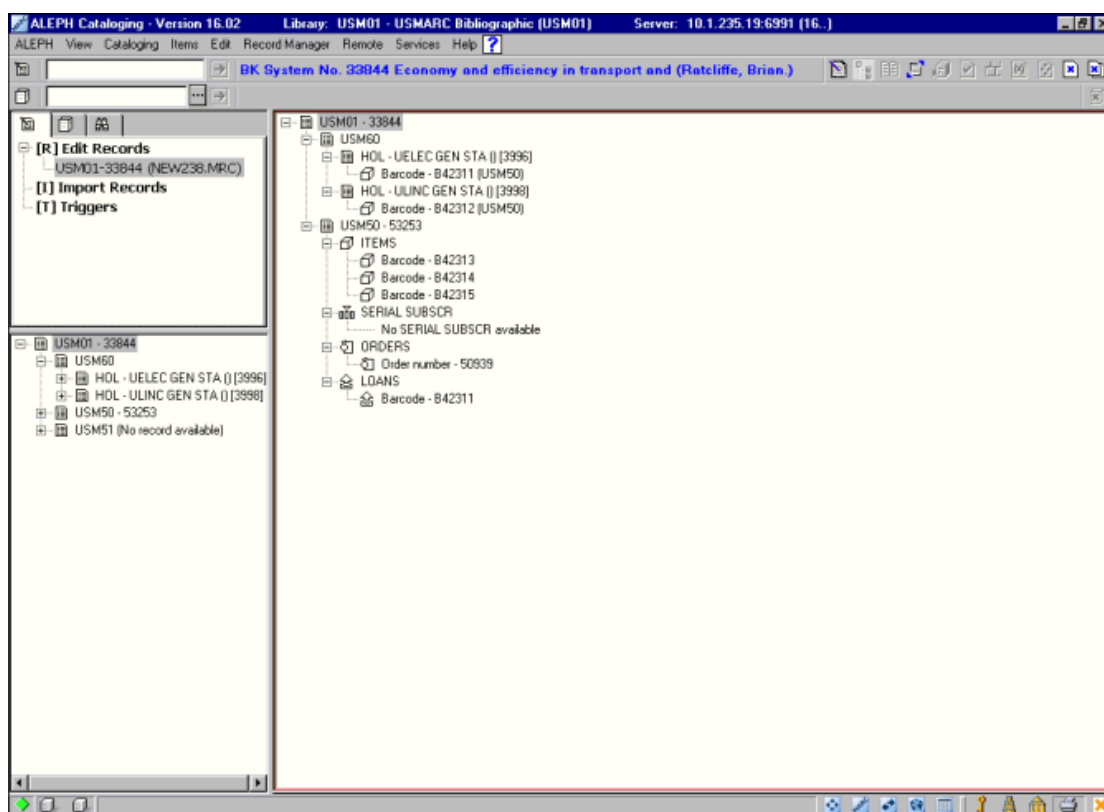 ALEPH Cataloging - Version 16.02 Library: USM01 - USMARC Bibliographic (USM01) Server: 10.1.235.19:6991 (16..)
ALEPH View Cataloging Items Edit Record Manager Remote Services Help ?
BK System No. 33844 Economy and efficiency in transport and (Ratcliffe, Brian.)
...
[R] Edit Records
USM01-33844 (NEW238.MRC)
[I] Import Records
[T] Triggers
USM01 - 33844
USM60
HOL - UELEC GEN STA () [3996]
HOL - ULINC GEN STA () [3998]
USM50 - 53253
USM51 (No record available)
USM01 - 33844
USM60
HOL - UELEC GEN STA () [3996]
Barcode - B42311 (USM50)
HOL - ULINC GEN STA () [3998]
Barcode - B42312 (USM50)
USM50 - 53253
ITEMS
Barcode - B42313
Barcode - B42314
Barcode - B42315
SERIAL SUBSCR
No SERIAL SUBSCR available
ORDERS
Order number - 50939
LOANS
Barcode - B42311